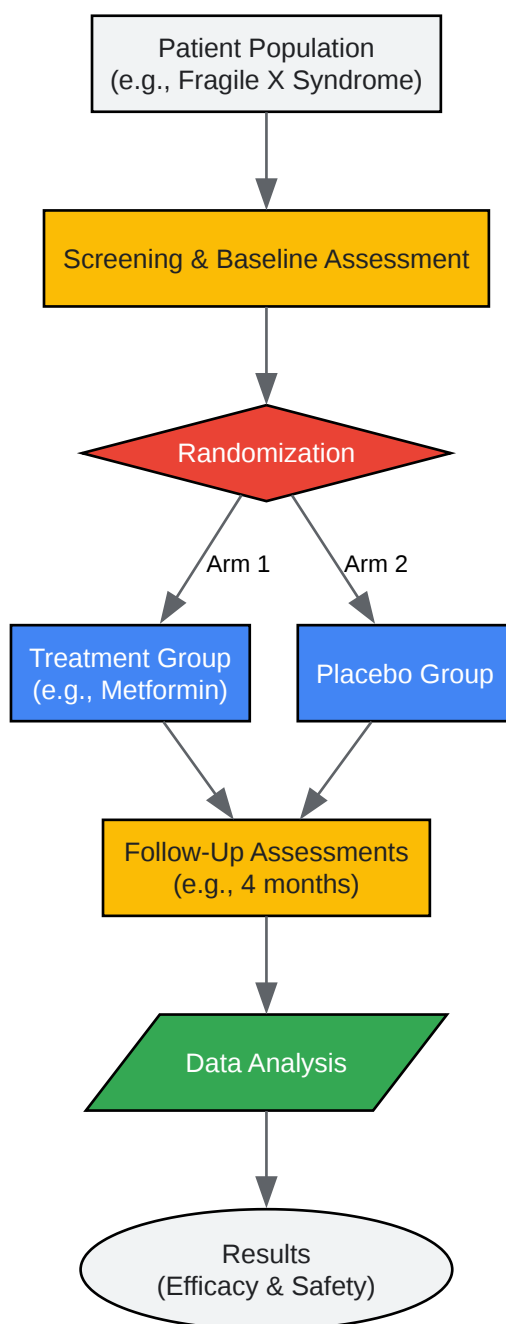 Patient Population
(e.g., Fragile X Syndrome)
Screening & Baseline Assessment
Randomization
Arm 1
Arm 2
Treatment Group
(e.g., Metformin)
Placebo Group
Follow-Up Assessments
(e.g., 4 months)
Data Analysis
Results
(Efficacy & Safety)